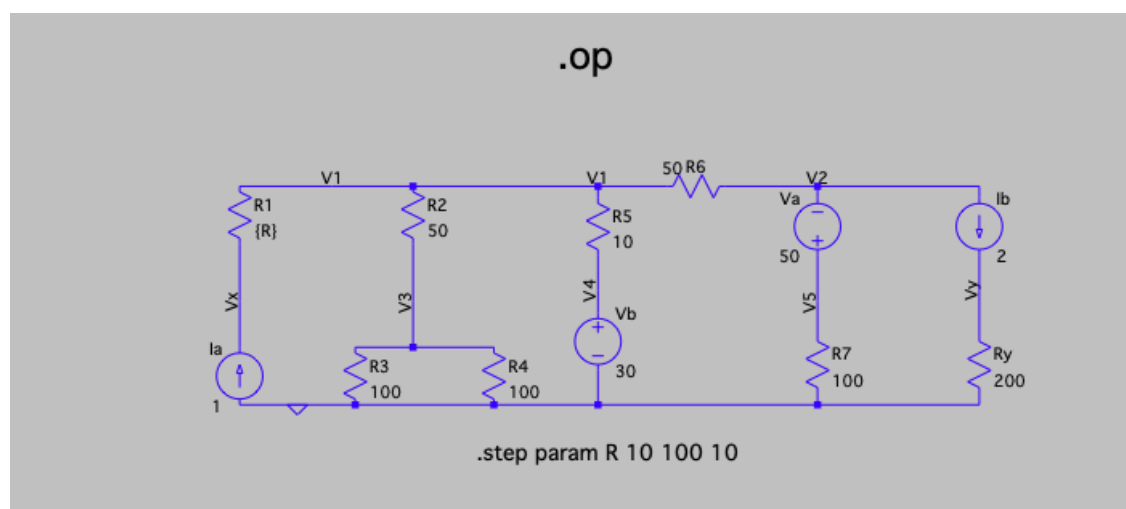 .op
50 R6
V1 V1 V2
R1 R2 Va Ib
{R} 50 R5
10
50 2
Vx V3 V4 V5 Vy
Vb
Ia
R3 R4 30 R7 Ry
100 100 100 200
1
.step param R 10 100 10